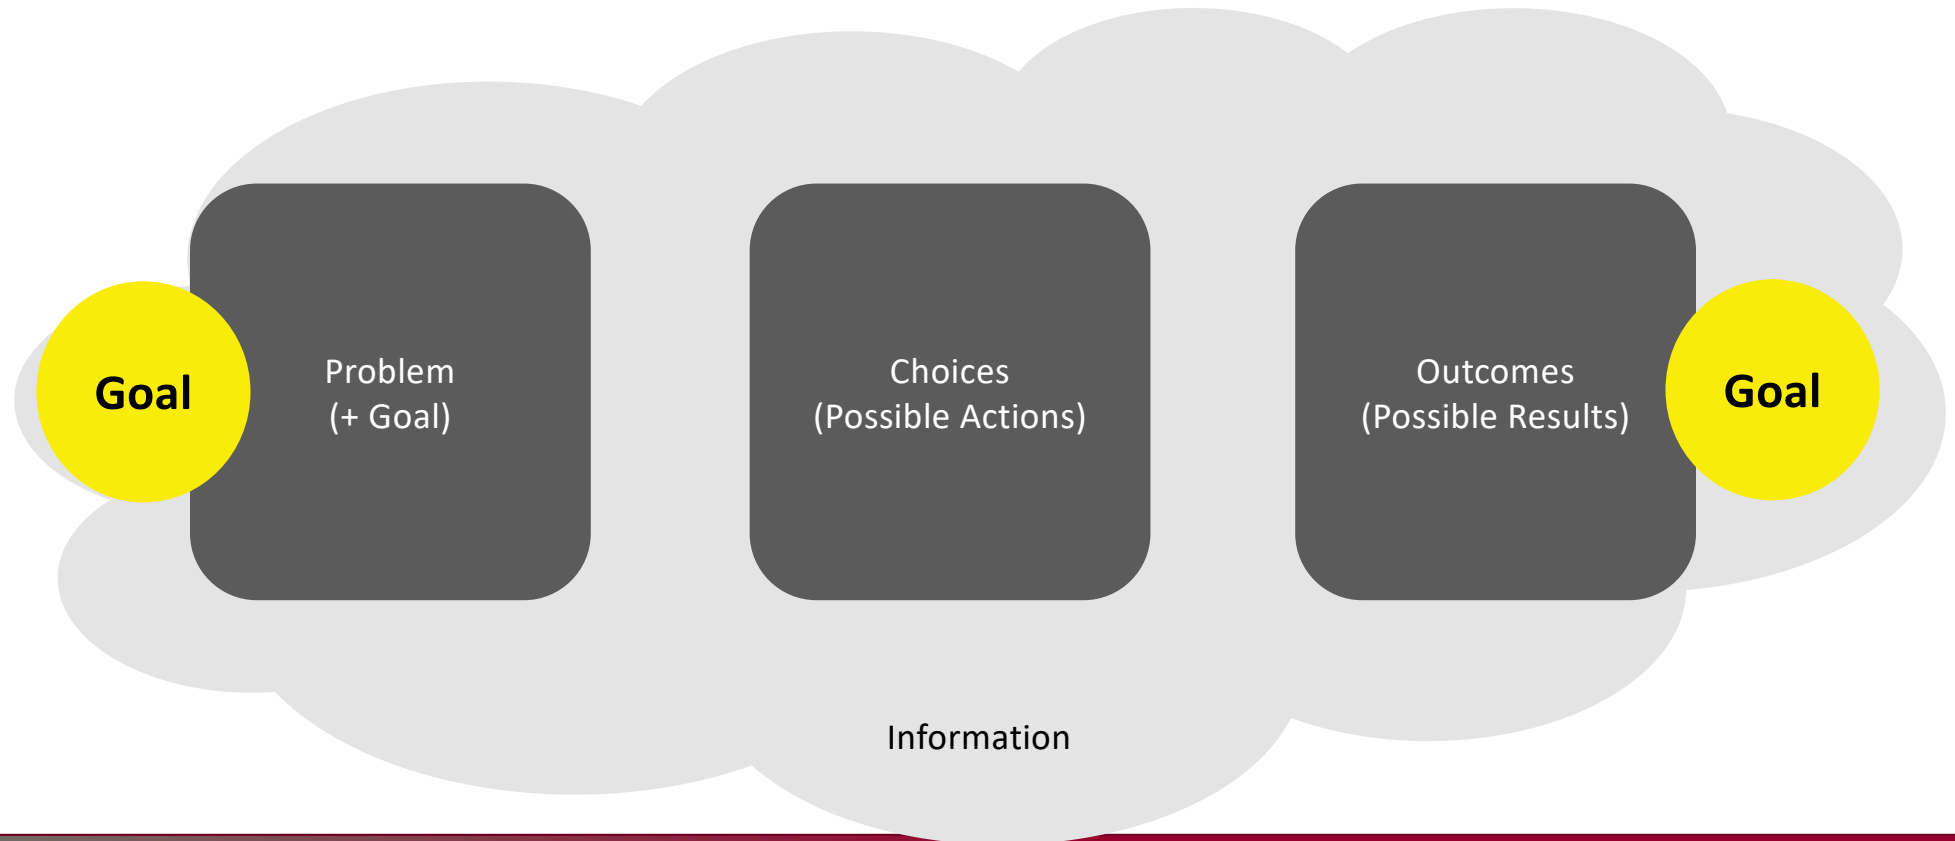 Goal
Problem
(+ Goal)
Choices
(Possible Actions)
Outcomes
(Possible Results)
Goal
Information